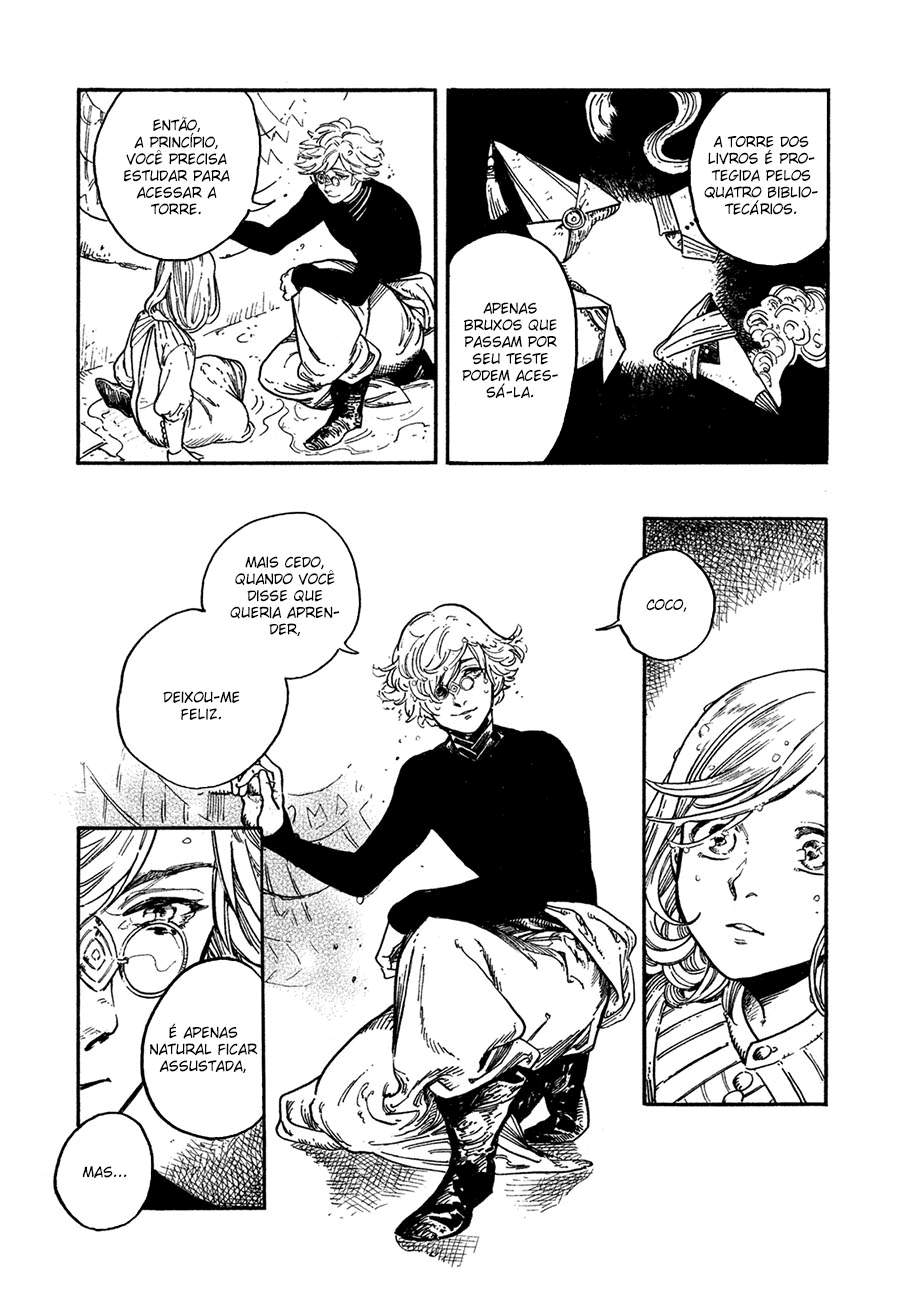 A TORRE DOS
LIVROS É PRO-
TEGIDA PELOS
QUATRO BIBLIO-
TECÁRIOS.
APENAS
BRUXOS QUE
PASSAM POR
SEU TESTE
PODEM ACES-
SÁ-LA.
ENTÃO,
A PRINCÍPIO,
VOCÊ PRECISA
ESTUDAR PARA
ACESSAR A
TORRE.
COCO,
MAIS CEDO,
QUANDO VOCÊ
DISSE QUE
QUERIA APREN-
DER,
DEIXOU-ME
FELIZ.
É APENAS
NATURAL FICAR
ASSUSTADA,
MAS...